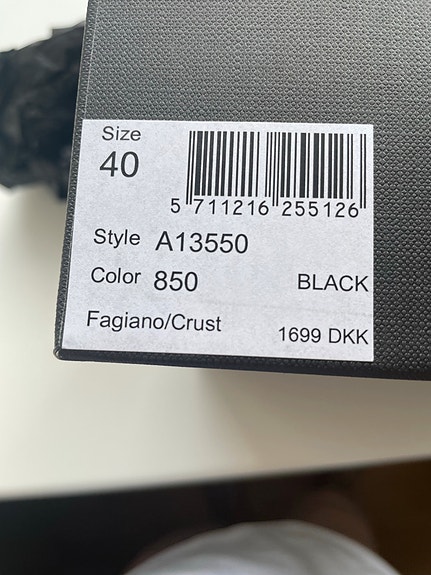 Size
40
5 711216 255126
Style A13550
Color 850 BLACK
Fagiano/Crust
1699 DKK